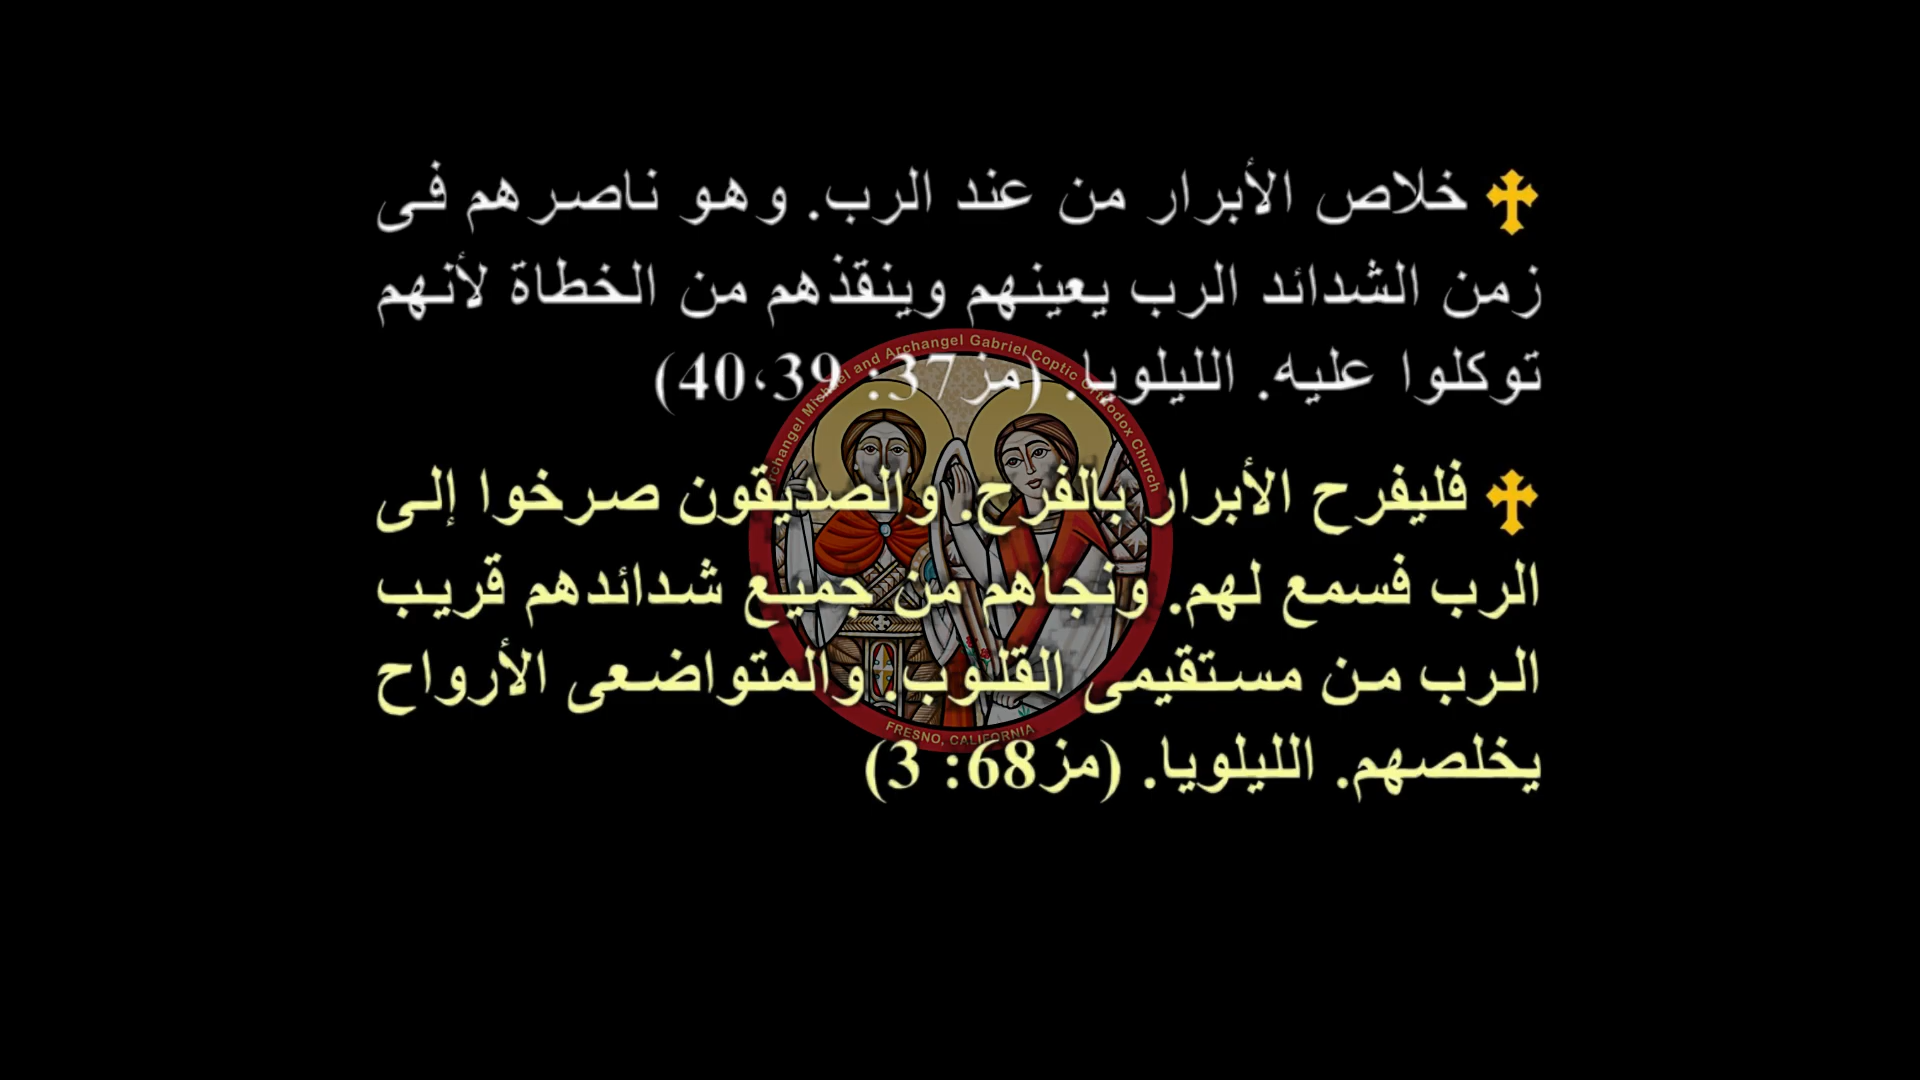 خلاص الأبرار من عند الرب. وهو ناصرهم فى
زمن الشدائد الرب يعينهم وينقذهم من الخطاة لأنهم
توكلوا عليه. الليلويا. (مز37: 40،39)
فليفرح الأبرار بالفرح. والصديقون صرخوا إلى
الرب فسمع لهم. ونجاهم من جميع شدائدهم قريب
الرب من مستقيمى القلوب. والمتواضعى الأرواح
يخلصهم. الليلويا. (مز68: 3)
Archangel Michael and Archangel Gabriel Coptic Orthodox Church
FRESNO, CALIFORNIA